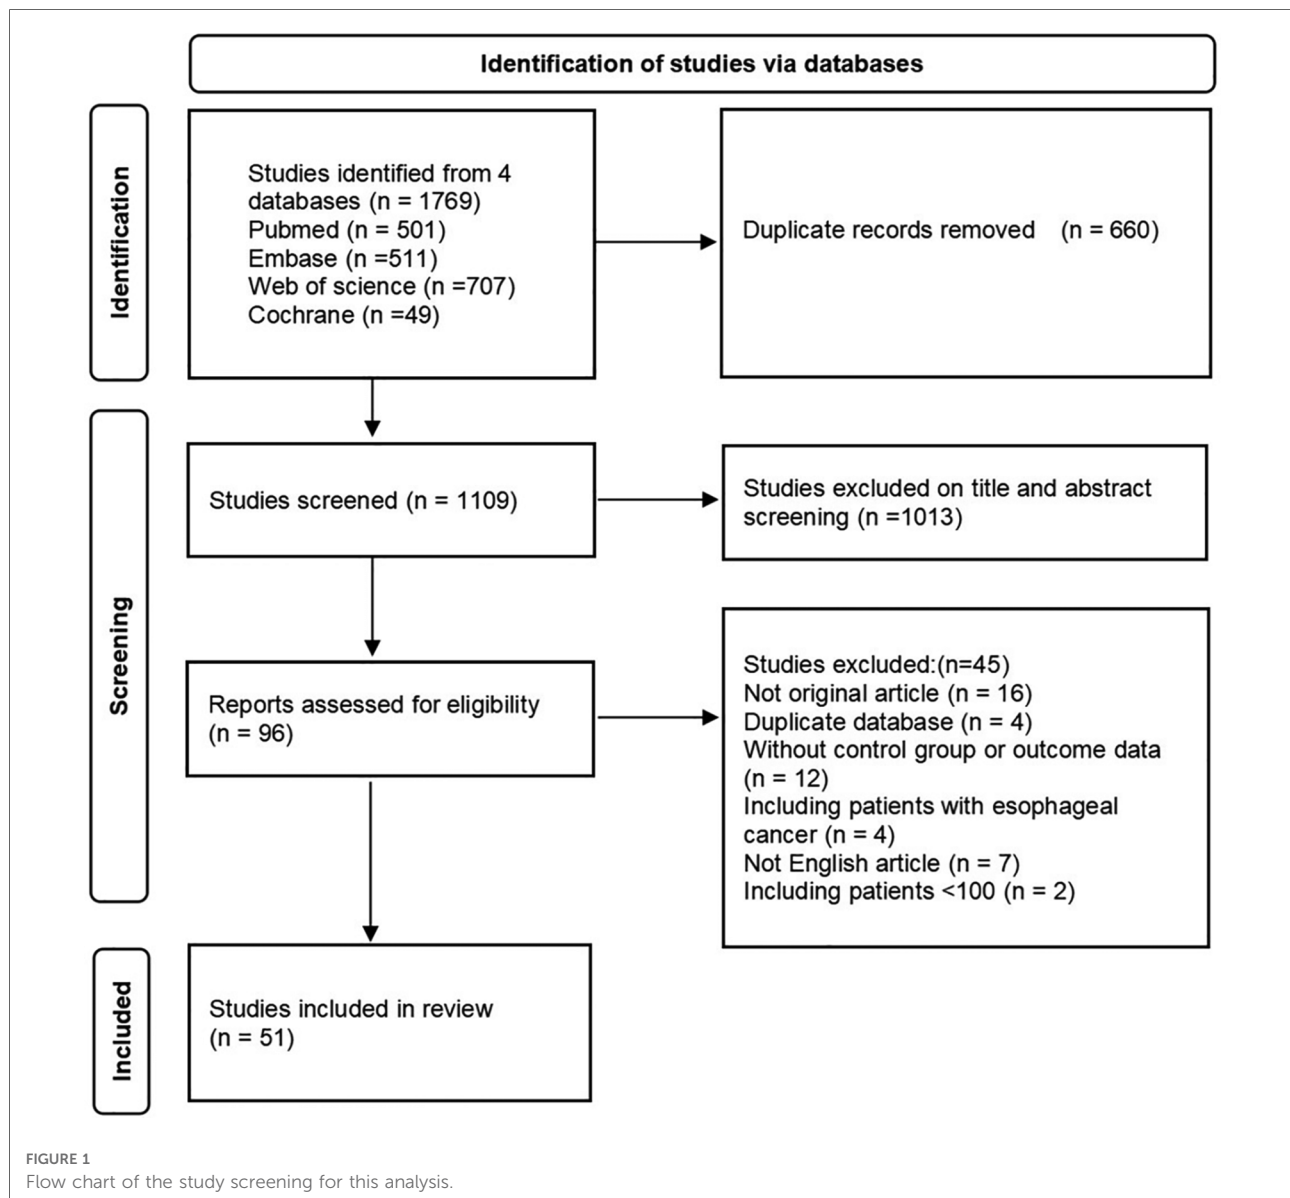 Identification of studies via databases
Identification
Studies identified from 4
databases (n = 1769)
Pubmed (n = 501)
Embase (n =511)
Web of science (n =707)
Cochrane (n =49)
Duplicate records removed (n = 660)
Screening
Studies screened (n = 1109)
Studies excluded on title and abstract
screening (n =1013)
Reports assessed for eligibility
(n = 96)
Studies excluded:(n=45)
Not original article (n = 16)
Duplicate database (n = 4)
Without control group or outcome data
(n = 12)
Including patients with esophageal
cancer (n = 4)
Not English article (n = 7)
Including patients <100 (n = 2)
Included
Studies included in review
(n = 51)
FIGURE 1
Flow chart of the study screening for this analysis.